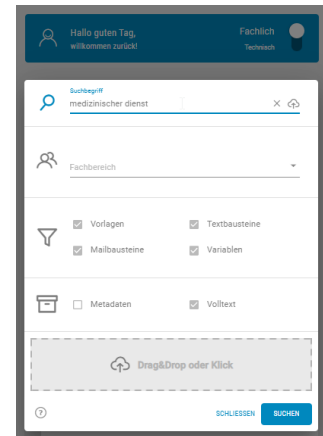 Hallo guten Tag,
willkommen zurück!
Fachlich
Technisch
Suchbegriff
medizinischer dienst
Fachbereich
Vorlagen
Textbausteine
Mailbausteine
Variablen
Metadaten
Volltext
Drag&Drop oder Klick
?
SCHLIESSEN
SUCHEN